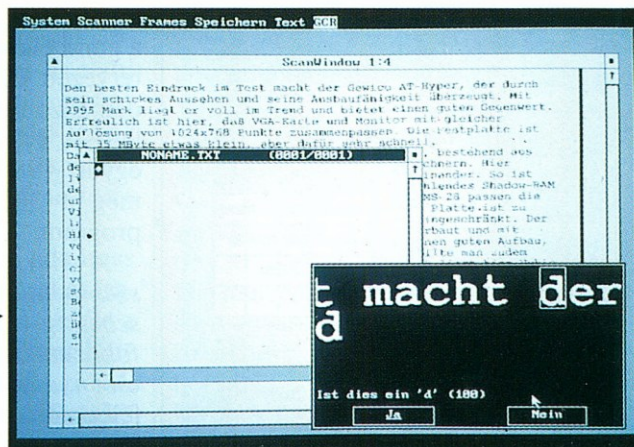 System Scanner Frames Speichern Text GCR
ScanWindow 1:4
Den besten Eindruck im Test macht der Gewiou AT-Hyper, der durch
sein schickes Aussehen und seine Ausbaufähigkeit überzeugt. Mit
2995 Mark liegt er voll im Trend und bietet einen guten Gegenwert.
Erfreulich ist hier, daß VGA-Karte und Monitor mit gleicher
Auflösung von 1024x768 Punkte zusammenpassen. Die Festplatte ist
mit 35 MByte etwas klein, aber dafür sehr schnell.
NONAME.TXT (0001/0001)
, bestehend aus
chnern. Hier
inander. So ist
hlendes Shadow-RAM
MS-28 passen die
Platte ist zu
ingeschränkt. Der
rbaut und mit
nen guten Aufbau,
ilte man zudem
t macht der
d
Ist dies ein 'd' (100)
Ja
Nein